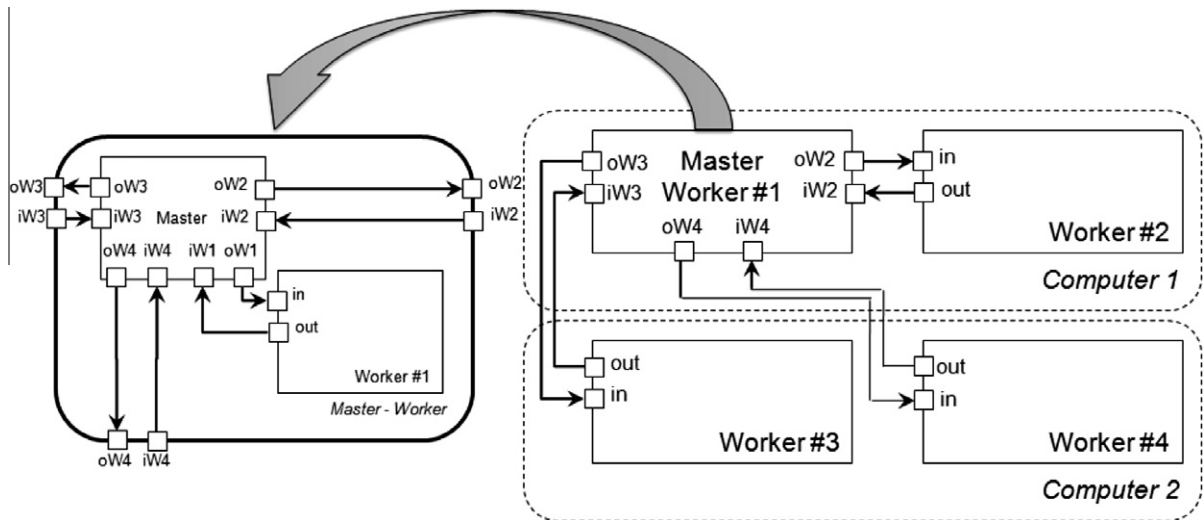 oW3
oW3
oW2
oW2
iW3
iW3
Master
iW2
iW2
oW4
iW4
iW1
oW1
in
out
Worker #1
Master - Worker
oW4
iW4
oW3
Master
oW2
in
iW3
Worker #1
iW2
out
oW4
iW4
Worker #2
Computer 1
out
out
in
in
Worker #3
Worker #4
Computer 2